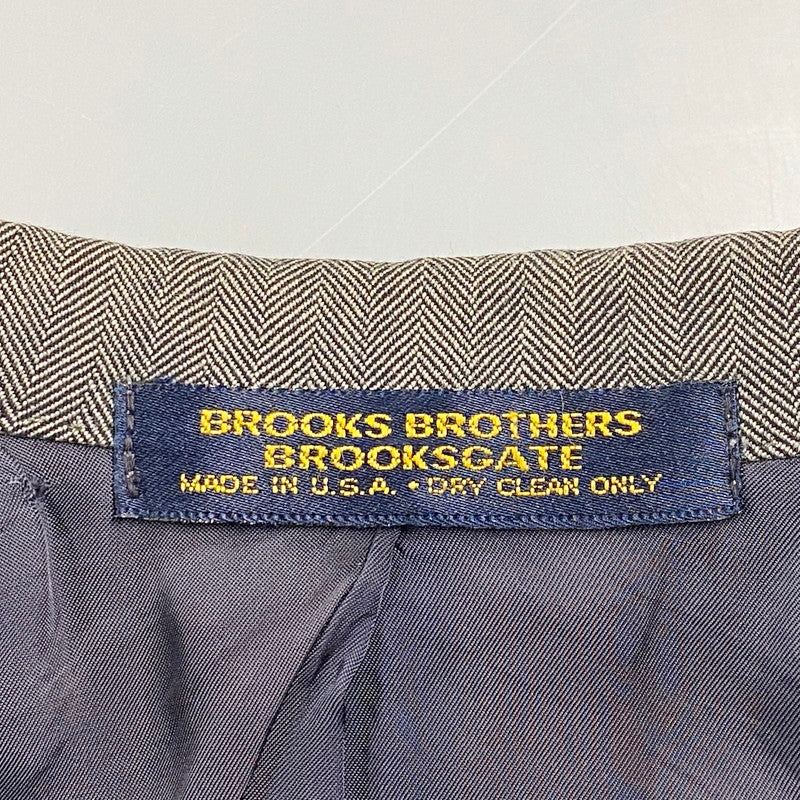 BROOKS BROTHERS
BROOKSGATE
MADE IN U.S.A. • DRY CLEAN ONLY